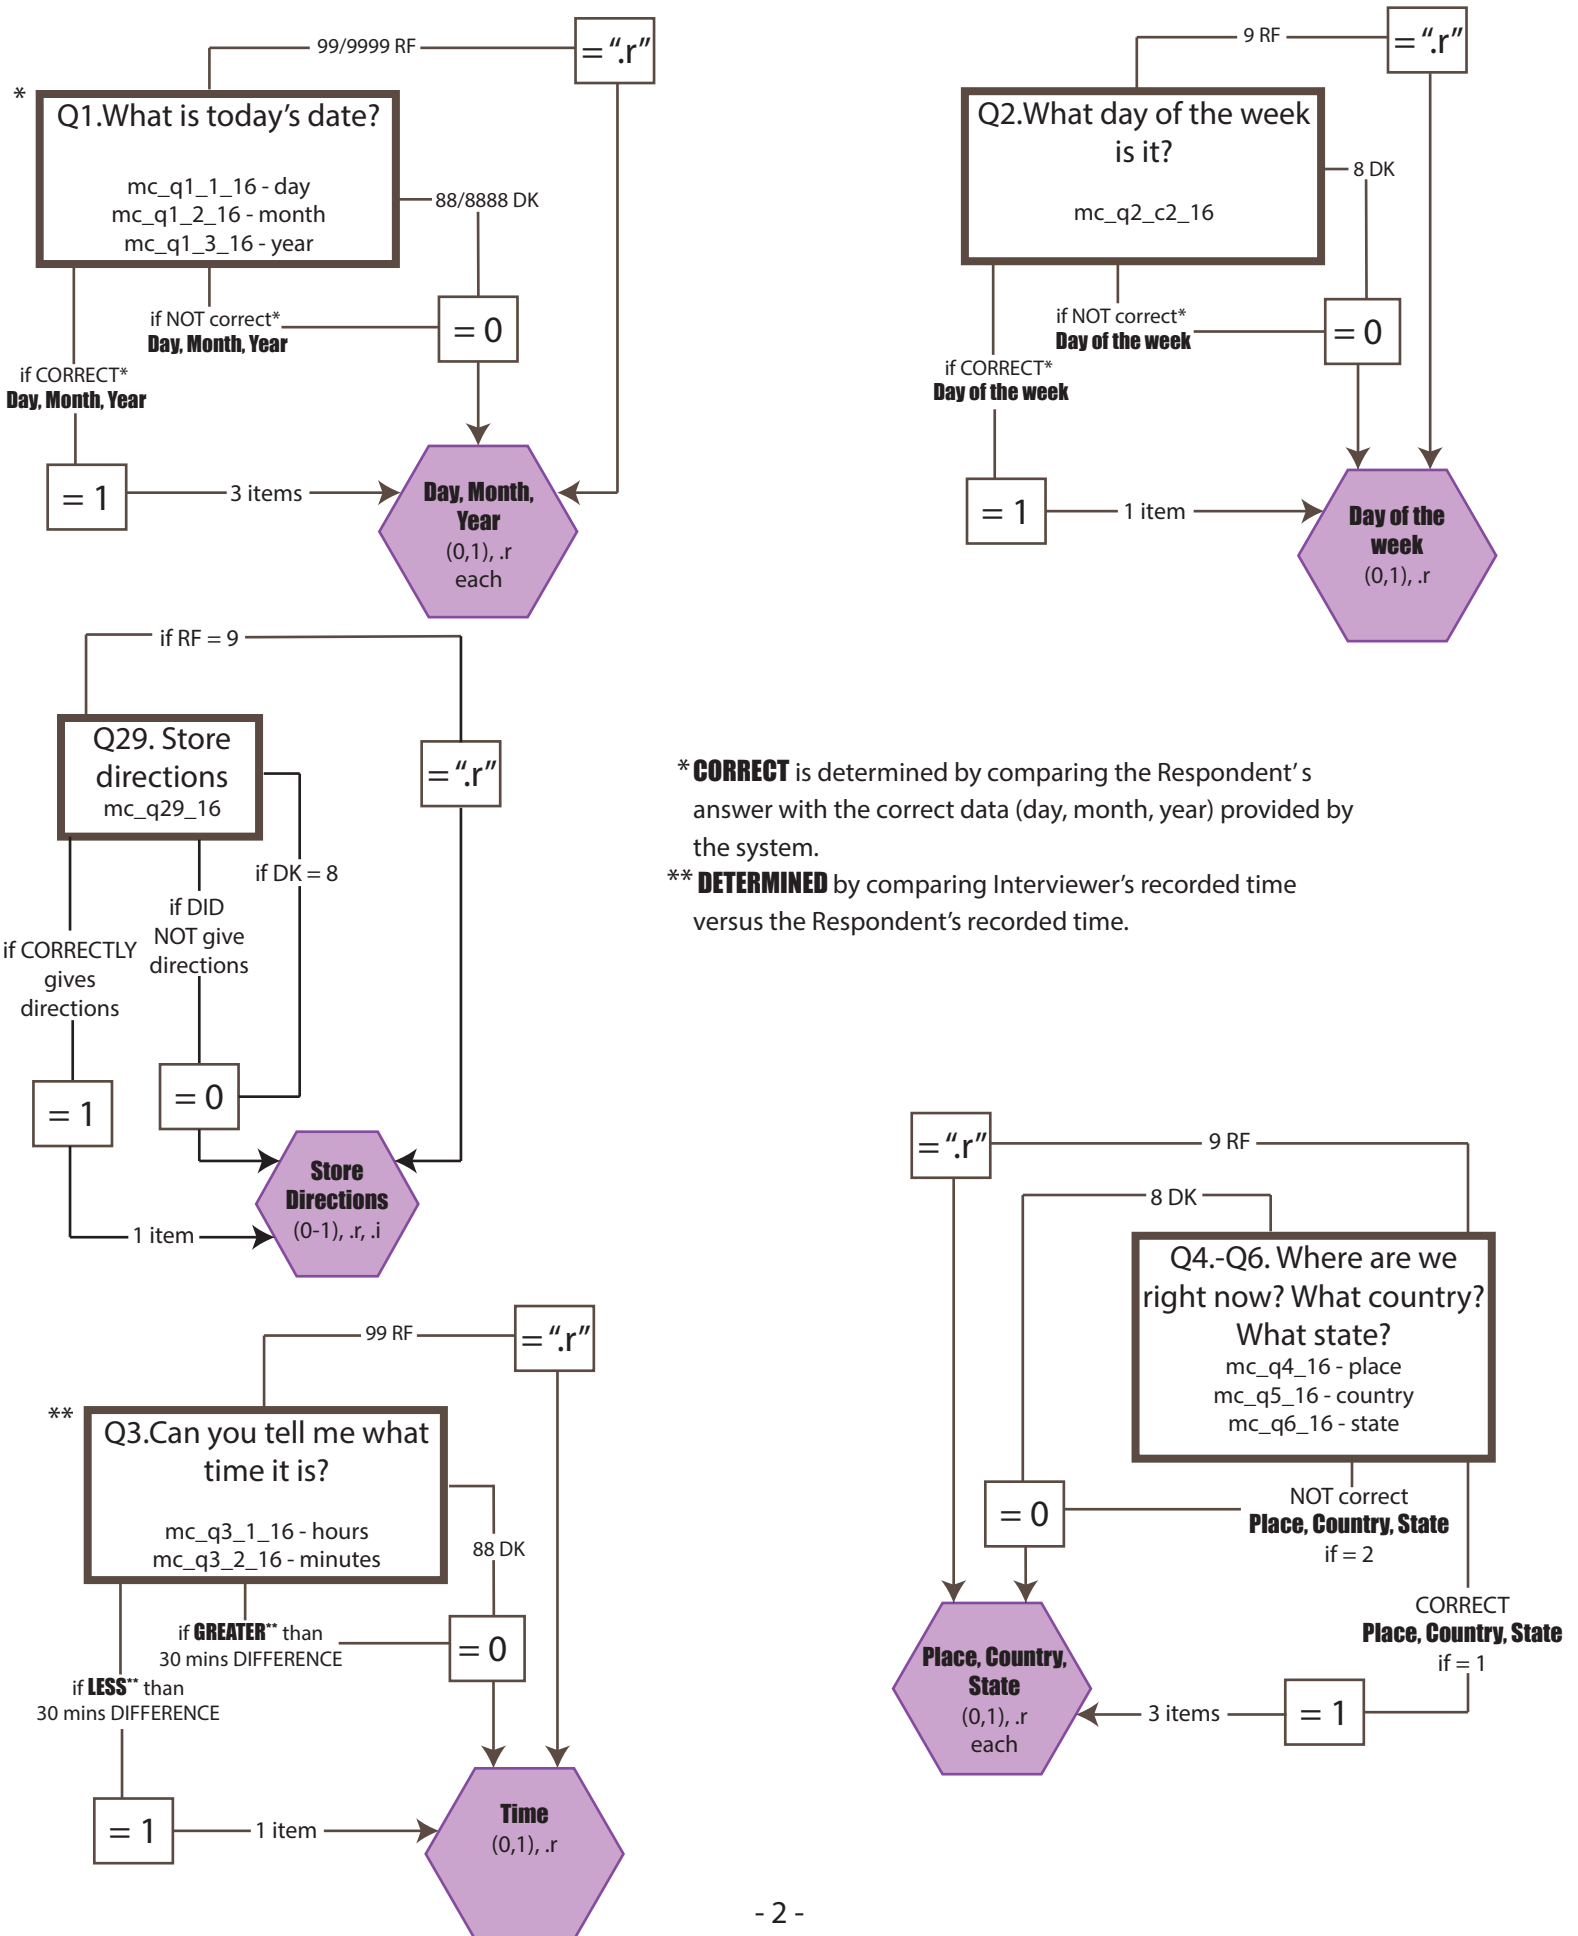 99/9999 RF
= “.r”
*
Q1.What is today’s date?
mc_q1_1_16 - day
mc_q1_2_16 - month
mc_q1_3_16 - year
88/8888 DK
if NOT correct*
Day, Month, Year
= 0
if CORRECT*
Day, Month, Year
= 1
3 items
Day, Month,
Year
(0,1), .r
each
9 RF
= “.r”
Q2.What day of the week
is it?
mc_q2_c2_16
8 DK
if NOT correct*
Day of the week
= 0
if CORRECT*
Day of the week
= 1
1 item
Day of the
week
(0,1), .r
if RF = 9
Q29. Store
directions
mc_q29_16
= “.r”
if DK = 8
if DID
NOT give
directions
if CORRECTLY
gives
directions
= 0
= 1
1 item
Store
Directions
(0-1), .r, .i
* CORRECT is determined by comparing the Respondent’ s
answer with the correct data (day, month, year) provided by
the system.
** DETERMINED by comparing Interviewer’s recorded time
versus the Respondent’s recorded time.
99 RF
= “.r”
**
Q3.Can you tell me what
time it is?
mc_q3_1_16 - hours
mc_q3_2_16 - minutes
88 DK
if GREATER** than
30 mins DIFFERENCE
= 0
if LESS** than
30 mins DIFFERENCE
= 1
1 item
Time
(0,1), .r
= “.r”
9 RF
8 DK
Q4.-Q6. Where are we
right now? What country?
What state?
mc_q4_16 - place
mc_q5_16 - country
mc_q6_16 - state
= 0
NOT correct
Place, Country, State
if = 2
CORRECT
Place, Country, State
if = 1
= 1
3 items
Place, Country,
State
(0,1), .r
each
- 2 -